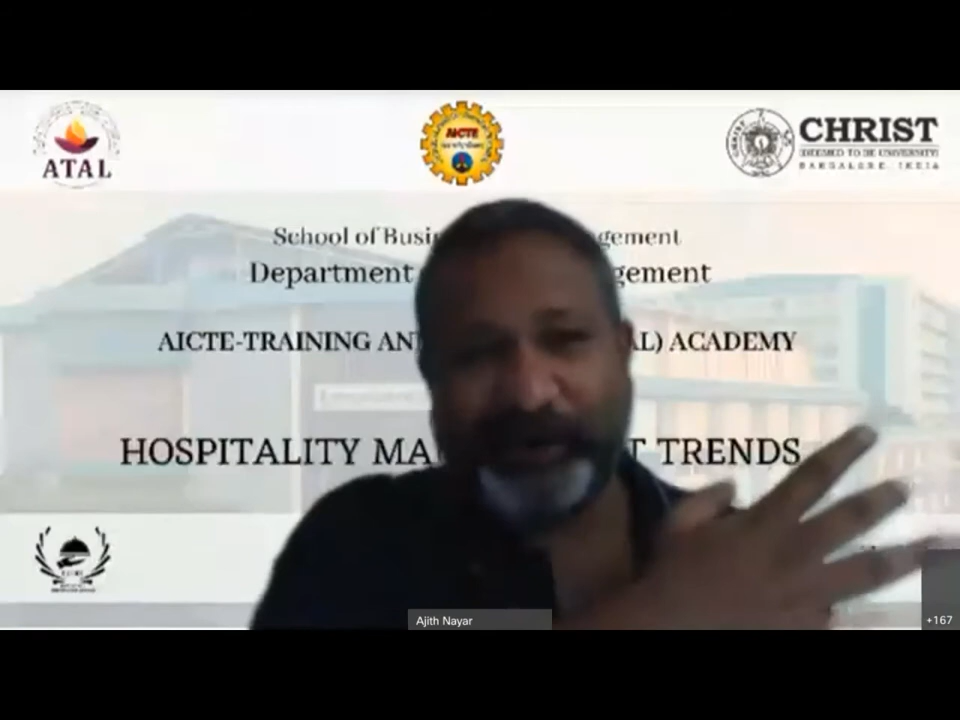 ATAL
AICTE
CHRIST
(DEEMED TO BE UNIVERSITY)
BANGALORE, INDIA
School of Busi gement
Department gement
AICTE-TRAINING AN AL) ACADEMY
HOSPITALITY MA T TRENDS
Ajith Nayar
+167